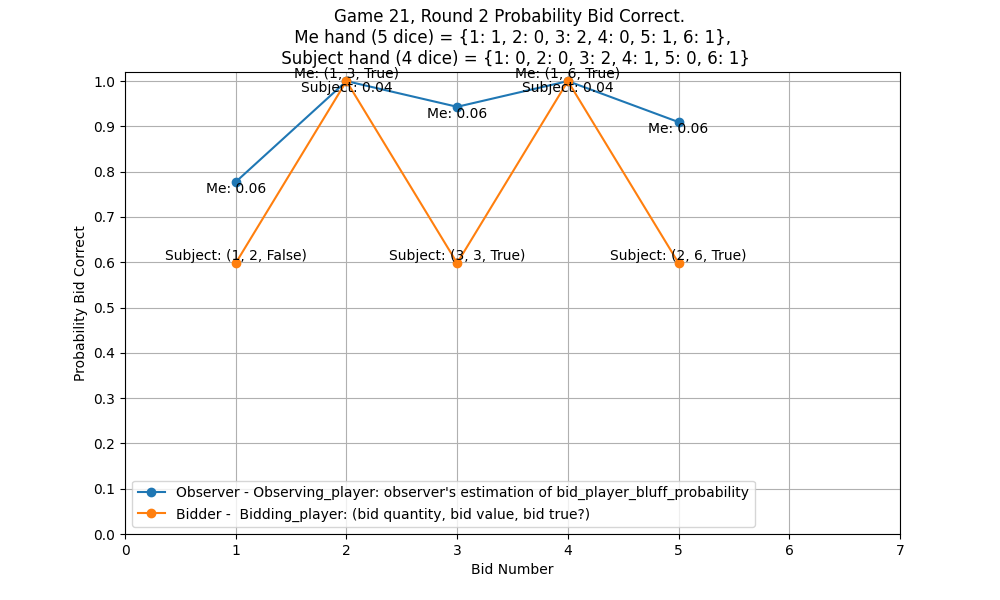 Game 21, Round 2 Probability Bid Correct.
Me hand (5 dice) = {1: 1, 2: 0, 3: 2, 4: 0, 5: 1, 6: 1},
Subject hand (4 dice) = {1: 0, 2: 0, 3: 2, 4: 1, 5: 0, 6: 1}
1.0
Me: (1, 3, True)
Me: (1, 6, True)
Subject: 0.04
Subject: 0.04
Me: 0.06
0.9
Me: 0.06
0.8
Me: 0.06
0.7
0.6
Subject: (1, 2, False)
Subject: (3, 3, True)
Subject: (2, 6, True)
0.5
0.4
0.3
0.2
0.1
0.0
Probability Bid Correct
Observer - Observing_player: observer's estimation of bid_player_bluff_probability
Bidder -  Bidding_player: (bid quantity, bid value, bid true?)
0 1 2 3 4 5 6 7
Bid Number